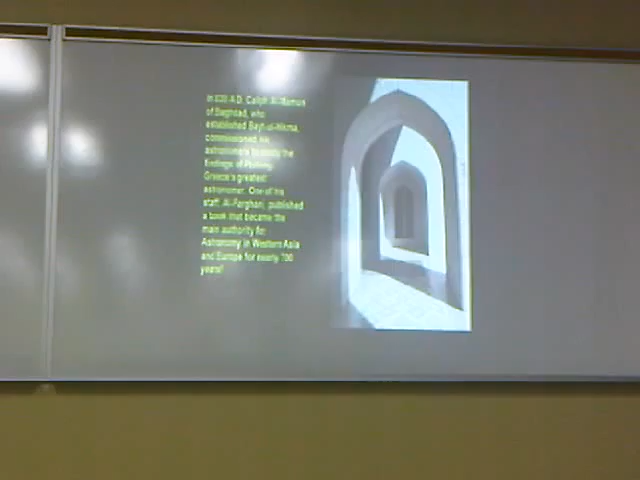 In 830 A.D. Caliph Al-Mamun
of Baghdad, who
established Bayt-ul-Hikma,
commissioned his
astronomers to study the
findings of Ptolemy,
Greece's greatest
astronomer. One of his
staff, Al-Farghani, published
a book that became the
main authority for
Astronomy in Western Asia
and Europe for nearly 700
years!